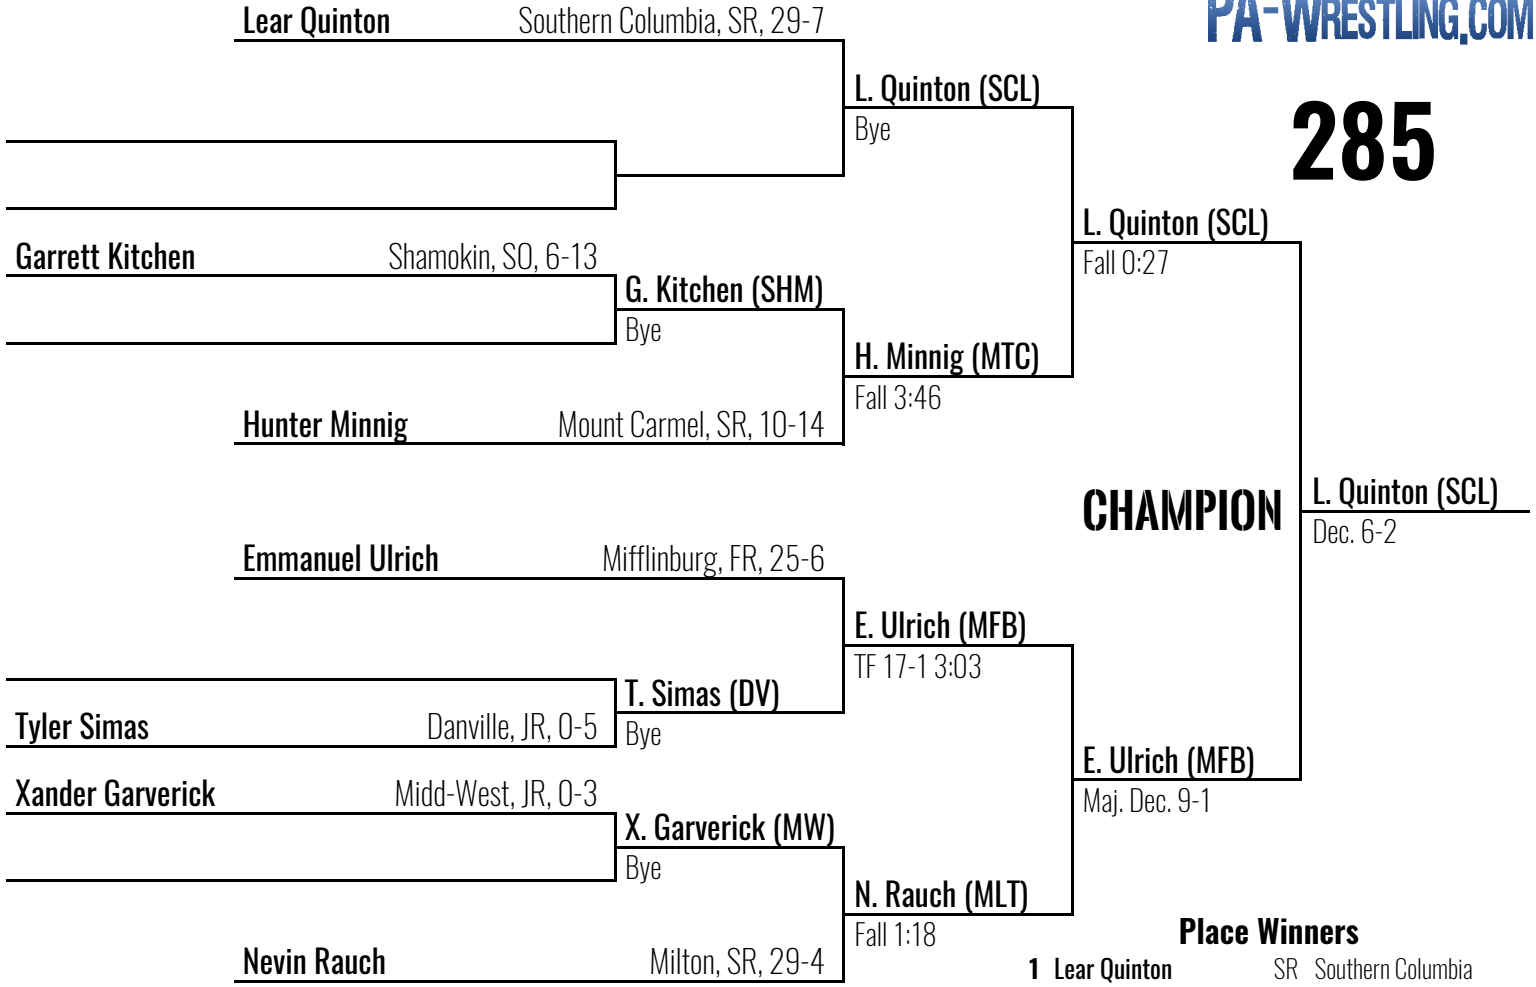 PA-WRESTLING.COM
285
Lear Quinton Southern Columbia, SR, 29-7
L. Quinton (SCL)
Bye
L. Quinton (SCL)
Fall 0:27
Garrett Kitchen Shamokin, SO, 6-13
G. Kitchen (SHM)
Bye
H. Minnig (MTC)
Fall 3:46
Hunter Minnig Mount Carmel, SR, 10-14
CHAMPION
L. Quinton (SCL)
Dec. 6-2
Emmanuel Ulrich Mifflinburg, FR, 25-6
E. Ulrich (MFB)
TF 17-1 3:03
T. Simas (DV)
Tyler Simas Danville, JR, 0-5
Bye
E. Ulrich (MFB)
Maj. Dec. 9-1
Xander Garverick Midd-West, JR, 0-3
X. Garverick (MW)
Bye
N. Rauch (MLT)
Fall 1:18
Nevin Rauch Milton, SR, 29-4
Place Winners
1 Lear Quinton SR Southern Columbia